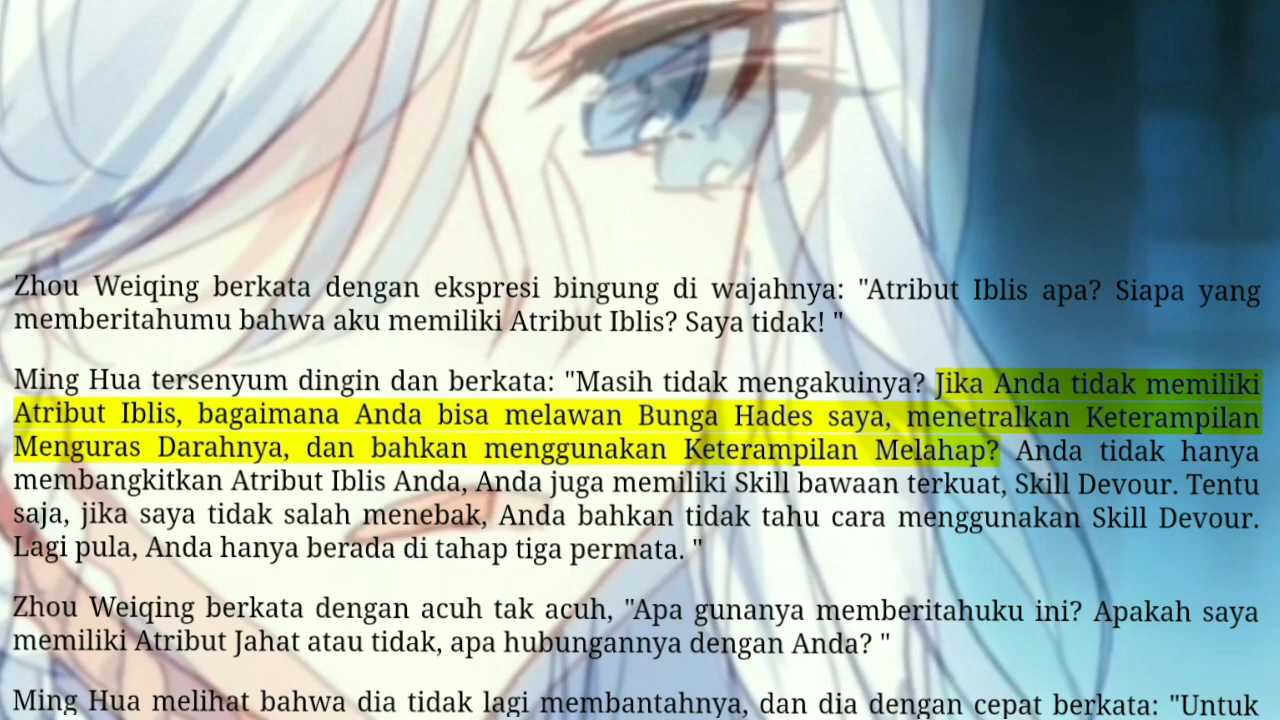 Zhou Weiqing berkata dengan ekspresi bingung di wajahnya: "Atribut Iblis apa? Siapa yang
memberitahumu bahwa aku memiliki Atribut Iblis? Saya tidak! "
Ming Hua tersenyum dingin dan berkata: "Masih tidak mengakuinya? Jika Anda tidak memiliki
Atribut Iblis, bagaimana Anda bisa melawan Bunga Hades saya, menetralkan Keterampilan
Menguras Darahnya, dan bahkan menggunakan Keterampilan Melahap? Anda tidak hanya
membangkitkan Atribut Iblis Anda, Anda juga memiliki Skill bawaan terkuat, Skill Devour. Tentu
saja, jika saya tidak salah menebak, Anda bahkan tidak tahu cara menggunakan Skill Devour.
Lagi pula, Anda hanya berada di tahap tiga permata. "
Zhou Weiqing berkata dengan acuh tak acuh, "Apa gunanya memberitahuku ini? Apakah saya
memiliki Atribut Jahat atau tidak, apa hubungannya dengan Anda? "
Ming Hua melihat bahwa dia tidak lagi membantahnya, dan dia dengan cepat berkata: "Untuk